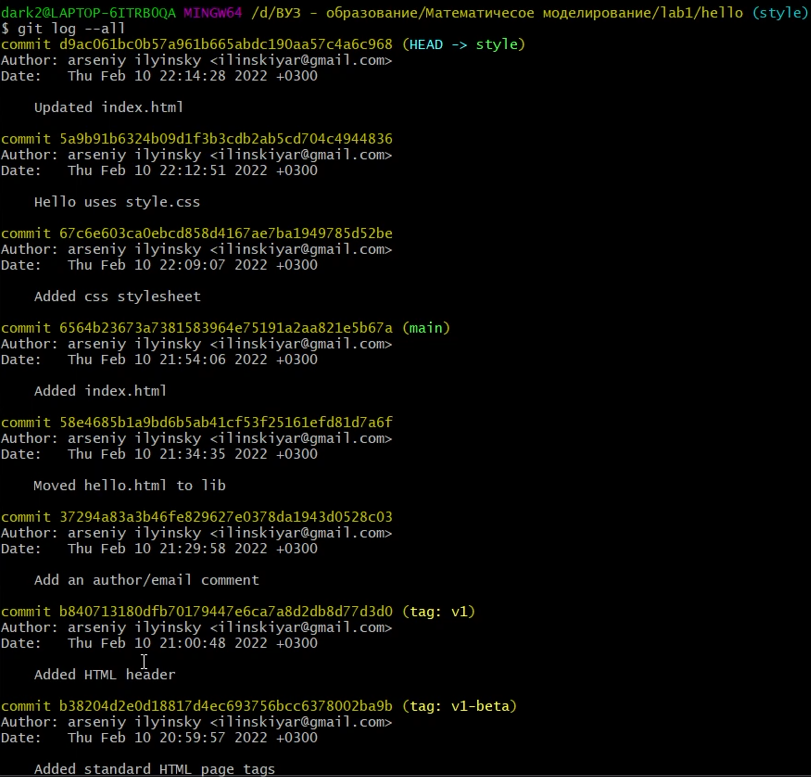 dark2@LAPTOP-6ITRB0QA MINGW64 /d/ВУЗ - образование/Математичесое моделирование/lab1/hello (style)
$ git log --all
commit d9ac061bc0b57a961b665abdc190aa57c4a6c968 (HEAD -> style)
Author: arseniy ilyinsky <ilinskiyar@gmail.com>
Date:   Thu Feb 10 22:14:28 2022 +0300

    Updated index.html

commit 5a9b91b6324b09d1f3b3cdb2ab5cd704c4944836
Author: arseniy ilyinsky <ilinskiyar@gmail.com>
Date:   Thu Feb 10 22:12:51 2022 +0300

    Hello uses style.css

commit 67c6e603ca0ebcd858d4167ae7ba1949785d52be
Author: arseniy ilyinsky <ilinskiyar@gmail.com>
Date:   Thu Feb 10 22:09:07 2022 +0300

    Added css stylesheet

commit 6564b23673a7381583964e75191a2aa821e5b67a (main)
Author: arseniy ilyinsky <ilinskiyar@gmail.com>
Date:   Thu Feb 10 21:54:06 2022 +0300

    Added index.html

commit 58e4685b1a9bd6b5ab41cf53f25161efd81d7a6f
Author: arseniy ilyinsky <ilinskiyar@gmail.com>
Date:   Thu Feb 10 21:34:35 2022 +0300

    Moved hello.html to lib

commit 37294a83a3b46fe829627e0378da1943d0528c03
Author: arseniy ilyinsky <ilinskiyar@gmail.com>
Date:   Thu Feb 10 21:29:58 2022 +0300

    Add an author/email comment

commit b840713180dfb70179447e6ca7a8d2db8d77d3d0 (tag: v1)
Author: arseniy ilyinsky <ilinskiyar@gmail.com>
Date:   Thu Feb 10 21:00:48 2022 +0300

    Added HTML header

commit b38204d2e0d18817d4ec693756bcc6378002ba9b (tag: v1-beta)
Author: arseniy ilyinsky <ilinskiyar@gmail.com>
Date:   Thu Feb 10 20:59:57 2022 +0300

    Added standard HTML page tags